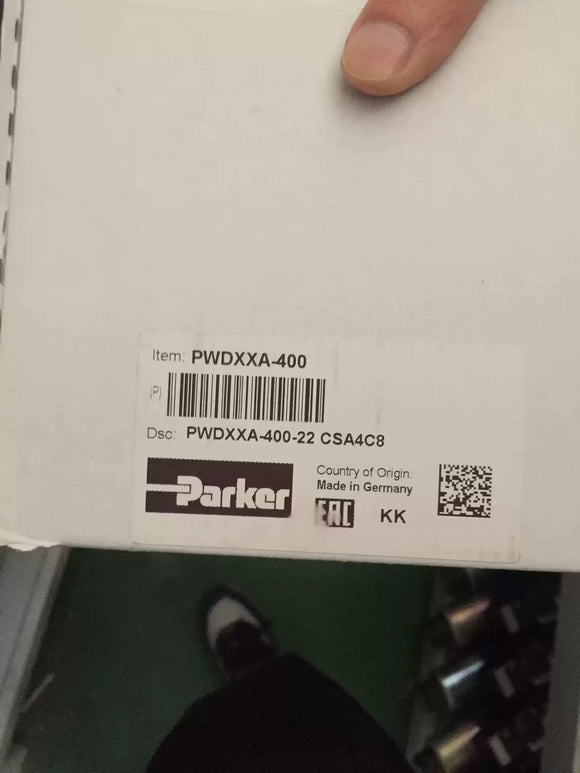 Item: PWDXXA-400
(P)
Dsc: PWDXXA-400-22 CSA4C8
Parker
Country of Origin:
Made in Germany
EAC
KK